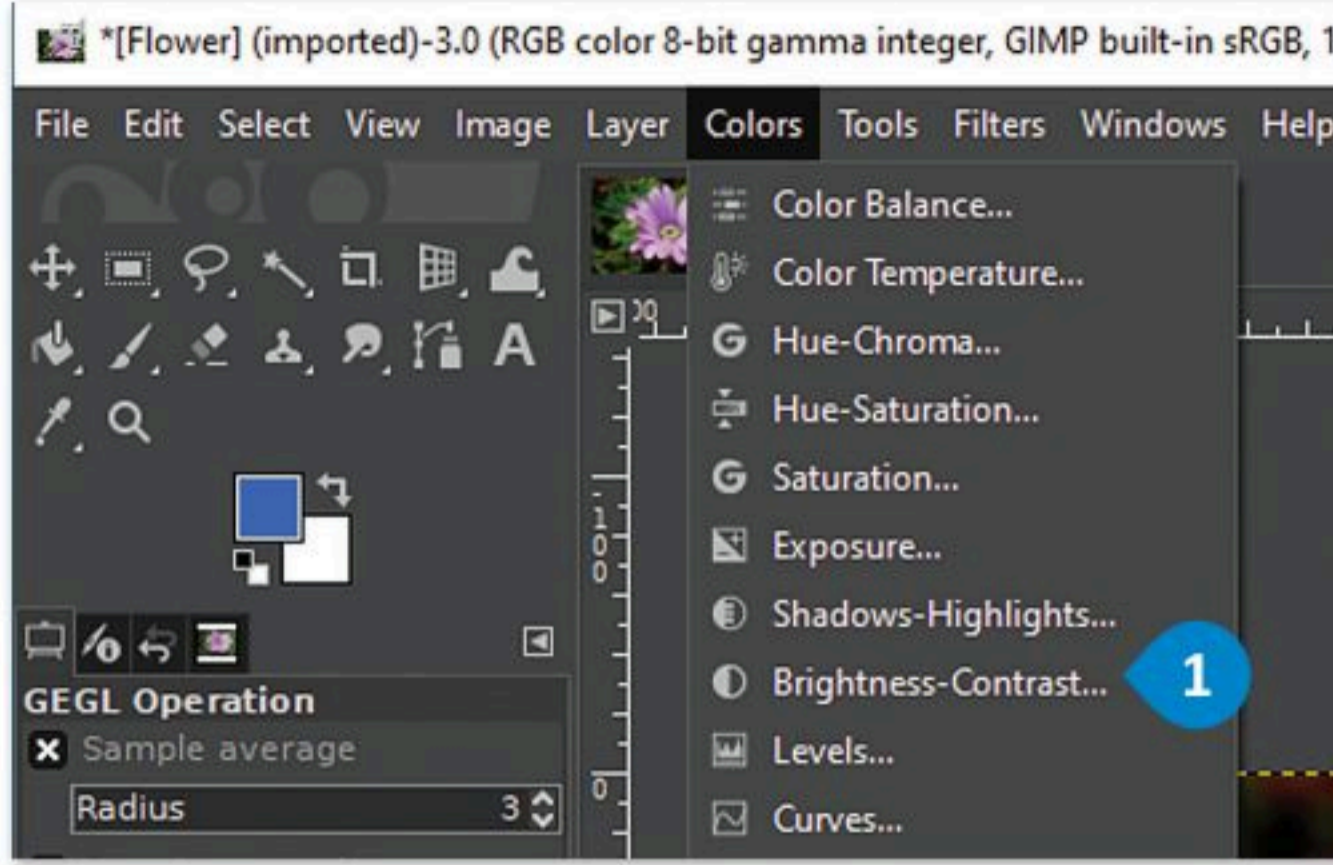 *[Flower] (imported)-3.0 (RGB color 8-bit gamma integer, GIMP built-in sRGB, 1
File Edit Select View Image Layer Colors Tools Filters Windows Help
Color Balance...
Color Temperature...
Hue-Chroma...
Hue-Saturation...
Saturation...
Exposure...
Shadows-Highlights...
Brightness-Contrast... 1
Levels...
Curves...
A
GEGL Operation
Sample average
Radius 3
100
0